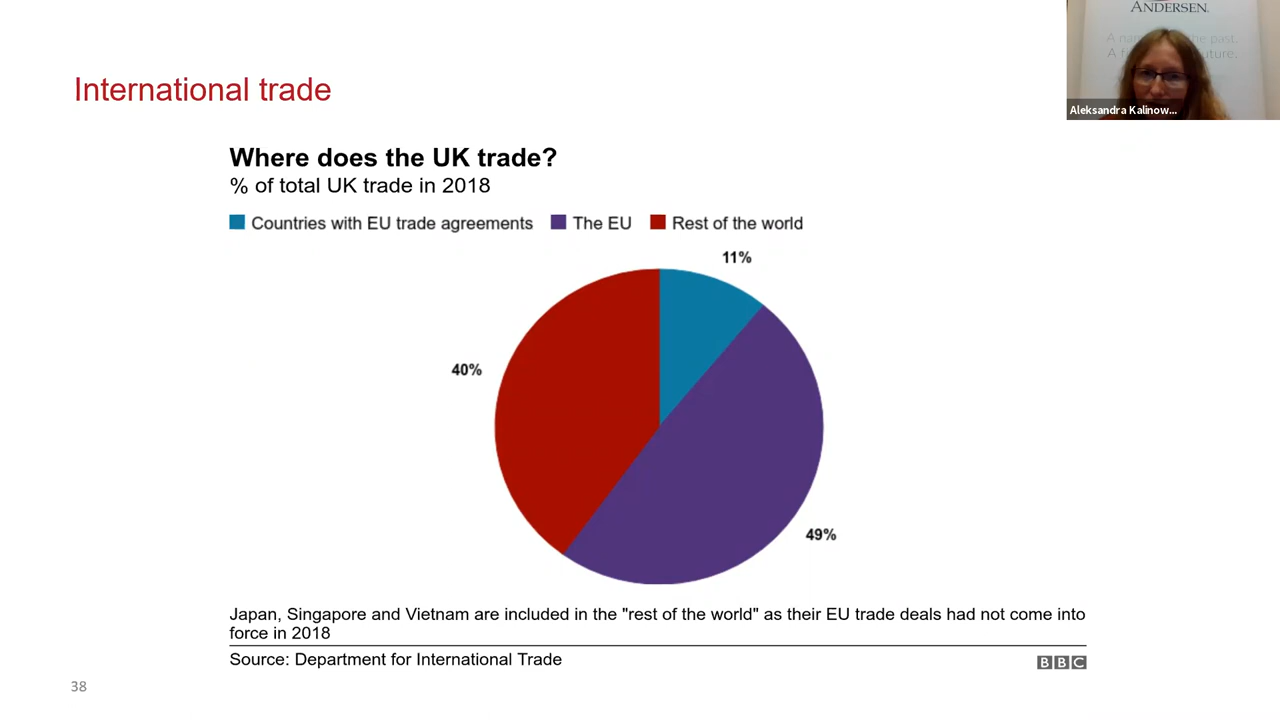 ANDERSEN.
A
the past.
A
uture.
Aleksandra Kalinow...
International trade
Where does the UK trade?
% of total UK trade in 2018
Countries with EU trade agreements The EU Rest of the world
11%
40%
49%
Japan, Singapore and Vietnam are included in the "rest of the world" as their EU trade deals had not come into
force in 2018
Source: Department for International Trade
BBC
38